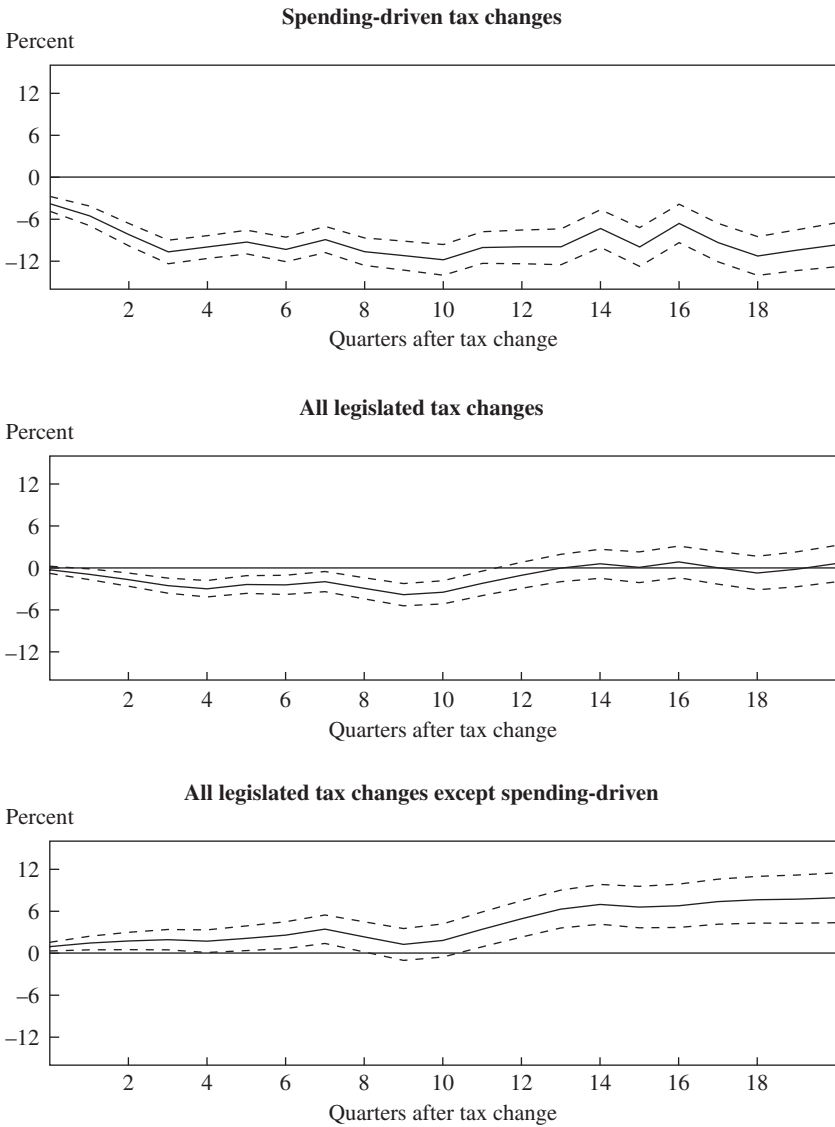 Spending-driven tax changes
Percent
12
6
0
–6
–12
2 4 6 8 10 12 14 16 18
Quarters after tax change
All legislated tax changes
Percent
12
6
0
–6
–12
2 4 6 8 10 12 14 16 18
Quarters after tax change
All legislated tax changes except spending-driven
Percent
12
6
0
–6
–12
2 4 6 8 10 12 14 16 18
Quarters after tax change